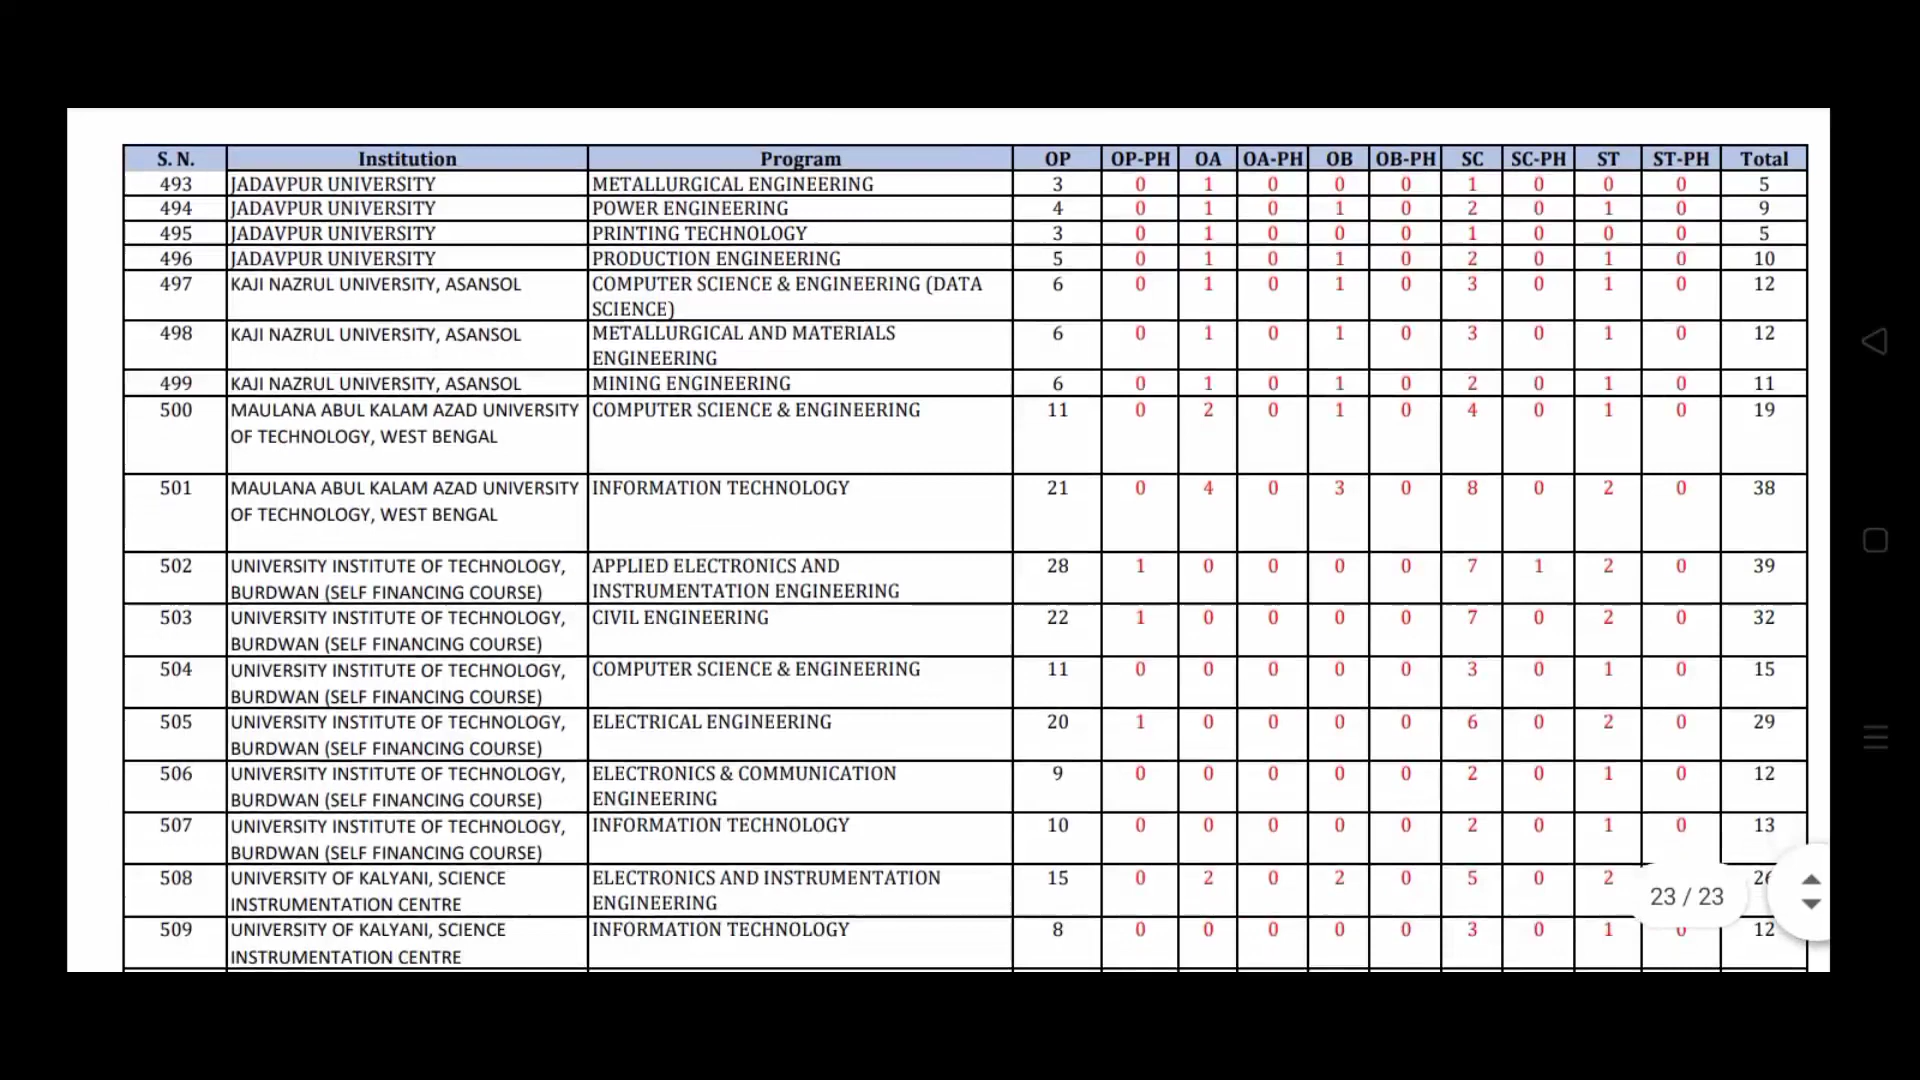 S. N. Institution Program OP OP-PH OA OA-PH OB OB-PH SC SC-PH ST ST-PH Total
493 JADAVPUR UNIVERSITY METALLURGICAL ENGINEERING 3 0 1 0 0 0 1 0 0 0 5
494 JADAVPUR UNIVERSITY POWER ENGINEERING 4 0 1 0 1 0 2 0 1 0 9
495 JADAVPUR UNIVERSITY PRINTING TECHNOLOGY 3 0 1 0 0 0 1 0 0 0 5
496 JADAVPUR UNIVERSITY PRODUCTION ENGINEERING 5 0 1 0 1 0 2 0 1 0 10
497 KAJI NAZRUL UNIVERSITY, ASANSOL COMPUTER SCIENCE & ENGINEERING (DATA 6 0 1 0 1 0 3 0 1 0 12
SCIENCE)
498 KAJI NAZRUL UNIVERSITY, ASANSOL METALLURGICAL AND MATERIALS 6 0 1 0 1 0 3 0 1 0 12
ENGINEERING
499 KAJI NAZRUL UNIVERSITY, ASANSOL MINING ENGINEERING 6 0 1 0 1 0 2 0 1 0 11
500 MAULANA ABUL KALAM AZAD UNIVERSITY COMPUTER SCIENCE & ENGINEERING 11 0 2 0 1 0 4 0 1 0 19
OF TECHNOLOGY, WEST BENGAL
501 MAULANA ABUL KALAM AZAD UNIVERSITY INFORMATION TECHNOLOGY 21 0 4 0 3 0 8 0 2 0 38
OF TECHNOLOGY, WEST BENGAL
502 UNIVERSITY INSTITUTE OF TECHNOLOGY, APPLIED ELECTRONICS AND 28 1 0 0 0 0 7 1 2 0 39
BURDWAN (SELF FINANCING COURSE) INSTRUMENTATION ENGINEERING
503 UNIVERSITY INSTITUTE OF TECHNOLOGY, CIVIL ENGINEERING 22 1 0 0 0 0 7 0 2 0 32
BURDWAN (SELF FINANCING COURSE)
504 UNIVERSITY INSTITUTE OF TECHNOLOGY, COMPUTER SCIENCE & ENGINEERING 11 0 0 0 0 0 3 0 1 0 15
BURDWAN (SELF FINANCING COURSE)
505 UNIVERSITY INSTITUTE OF TECHNOLOGY, ELECTRICAL ENGINEERING 20 1 0 0 0 0 6 0 2 0 29
BURDWAN (SELF FINANCING COURSE)
506 UNIVERSITY INSTITUTE OF TECHNOLOGY, ELECTRONICS & COMMUNICATION 9 0 0 0 0 0 2 0 1 0 12
BURDWAN (SELF FINANCING COURSE) ENGINEERING
507 UNIVERSITY INSTITUTE OF TECHNOLOGY, INFORMATION TECHNOLOGY 10 0 0 0 0 0 2 0 1 0 13
BURDWAN (SELF FINANCING COURSE)
508 UNIVERSITY OF KALYANI, SCIENCE ELECTRONICS AND INSTRUMENTATION 15 0 2 0 2 0 5 0 2
INSTRUMENTATION CENTRE ENGINEERING
23 / 23
509 UNIVERSITY OF KALYANI, SCIENCE INFORMATION TECHNOLOGY 8 0 0 0 0 0 3 0 1 0 12
INSTRUMENTATION CENTRE